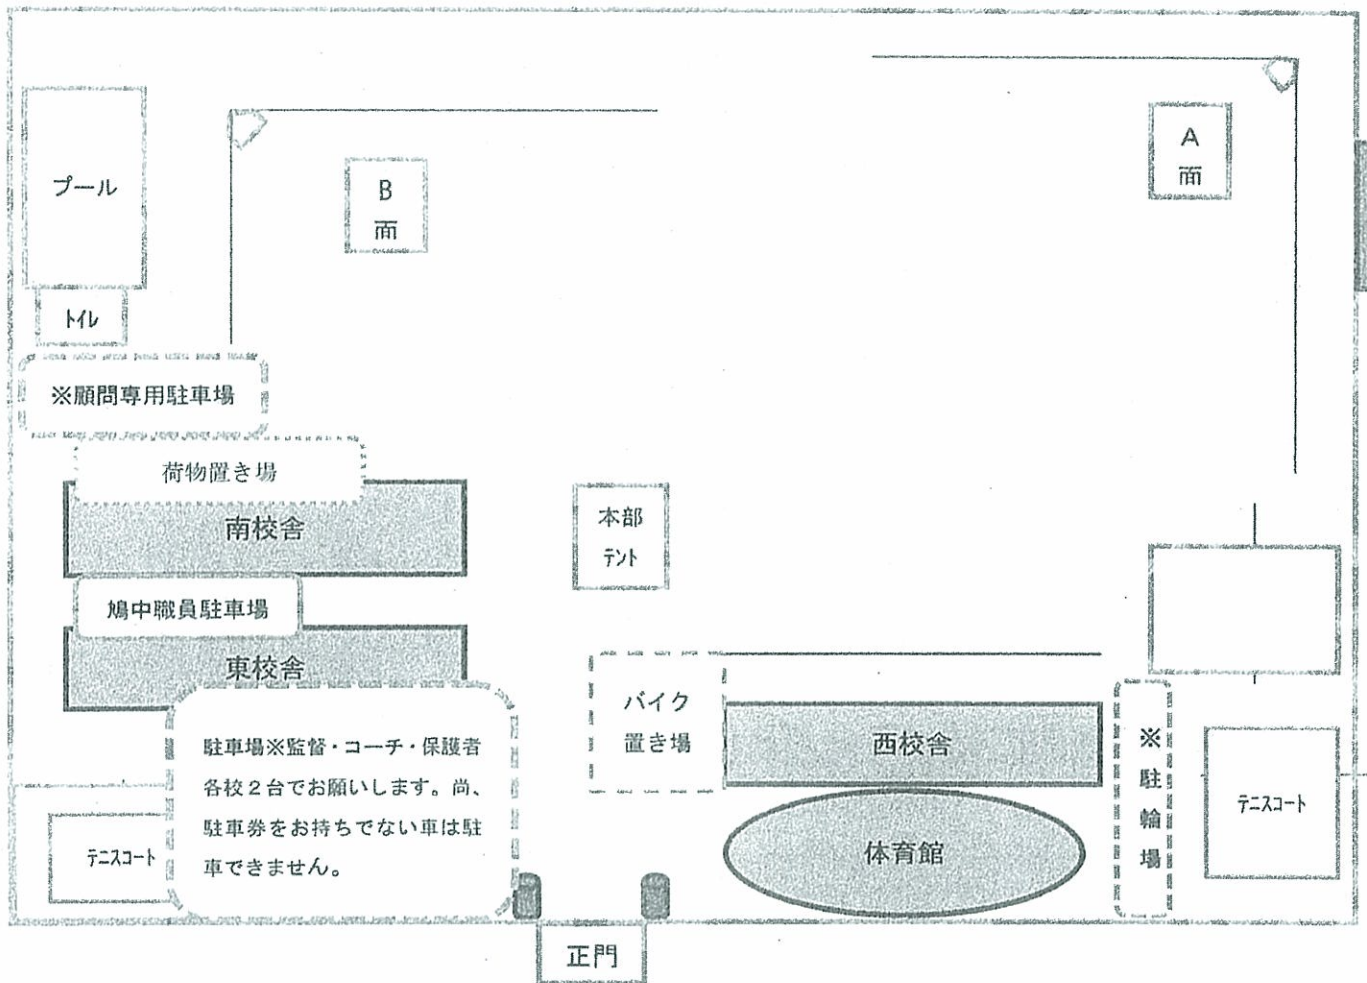 A
面
B
面
プール
トイレ
※顧問専用駐車場
荷物置き場
南校舎
本部
テント
鳩中職員駐車場
東校舎
バイク
置き場
西校舎
※駐輪場
テニスコート
駐車場※監督・コーチ・保護者
各校２台でお願いします。尚、
駐車券をお持ちでない車は駐
車できません。
テニスコート
体育館
正門